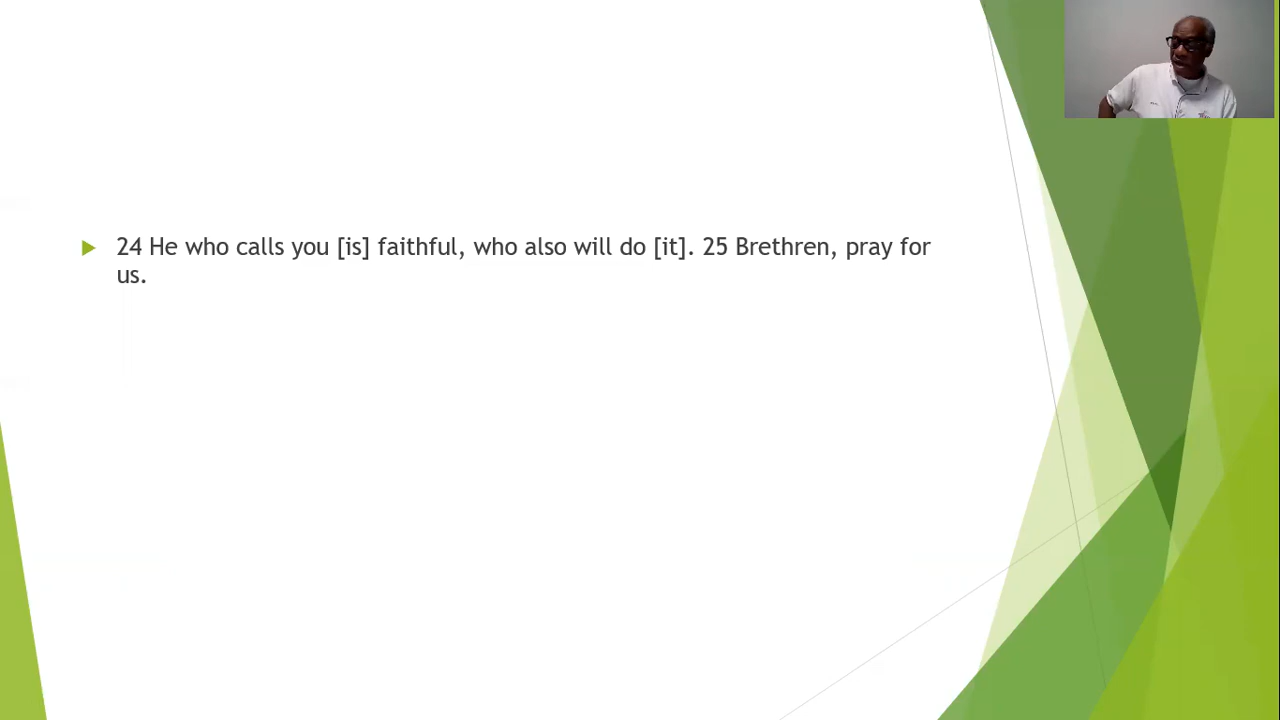 24 He who calls you [is] faithful, who also will do [it]. 25 Brethren, pray for
us.